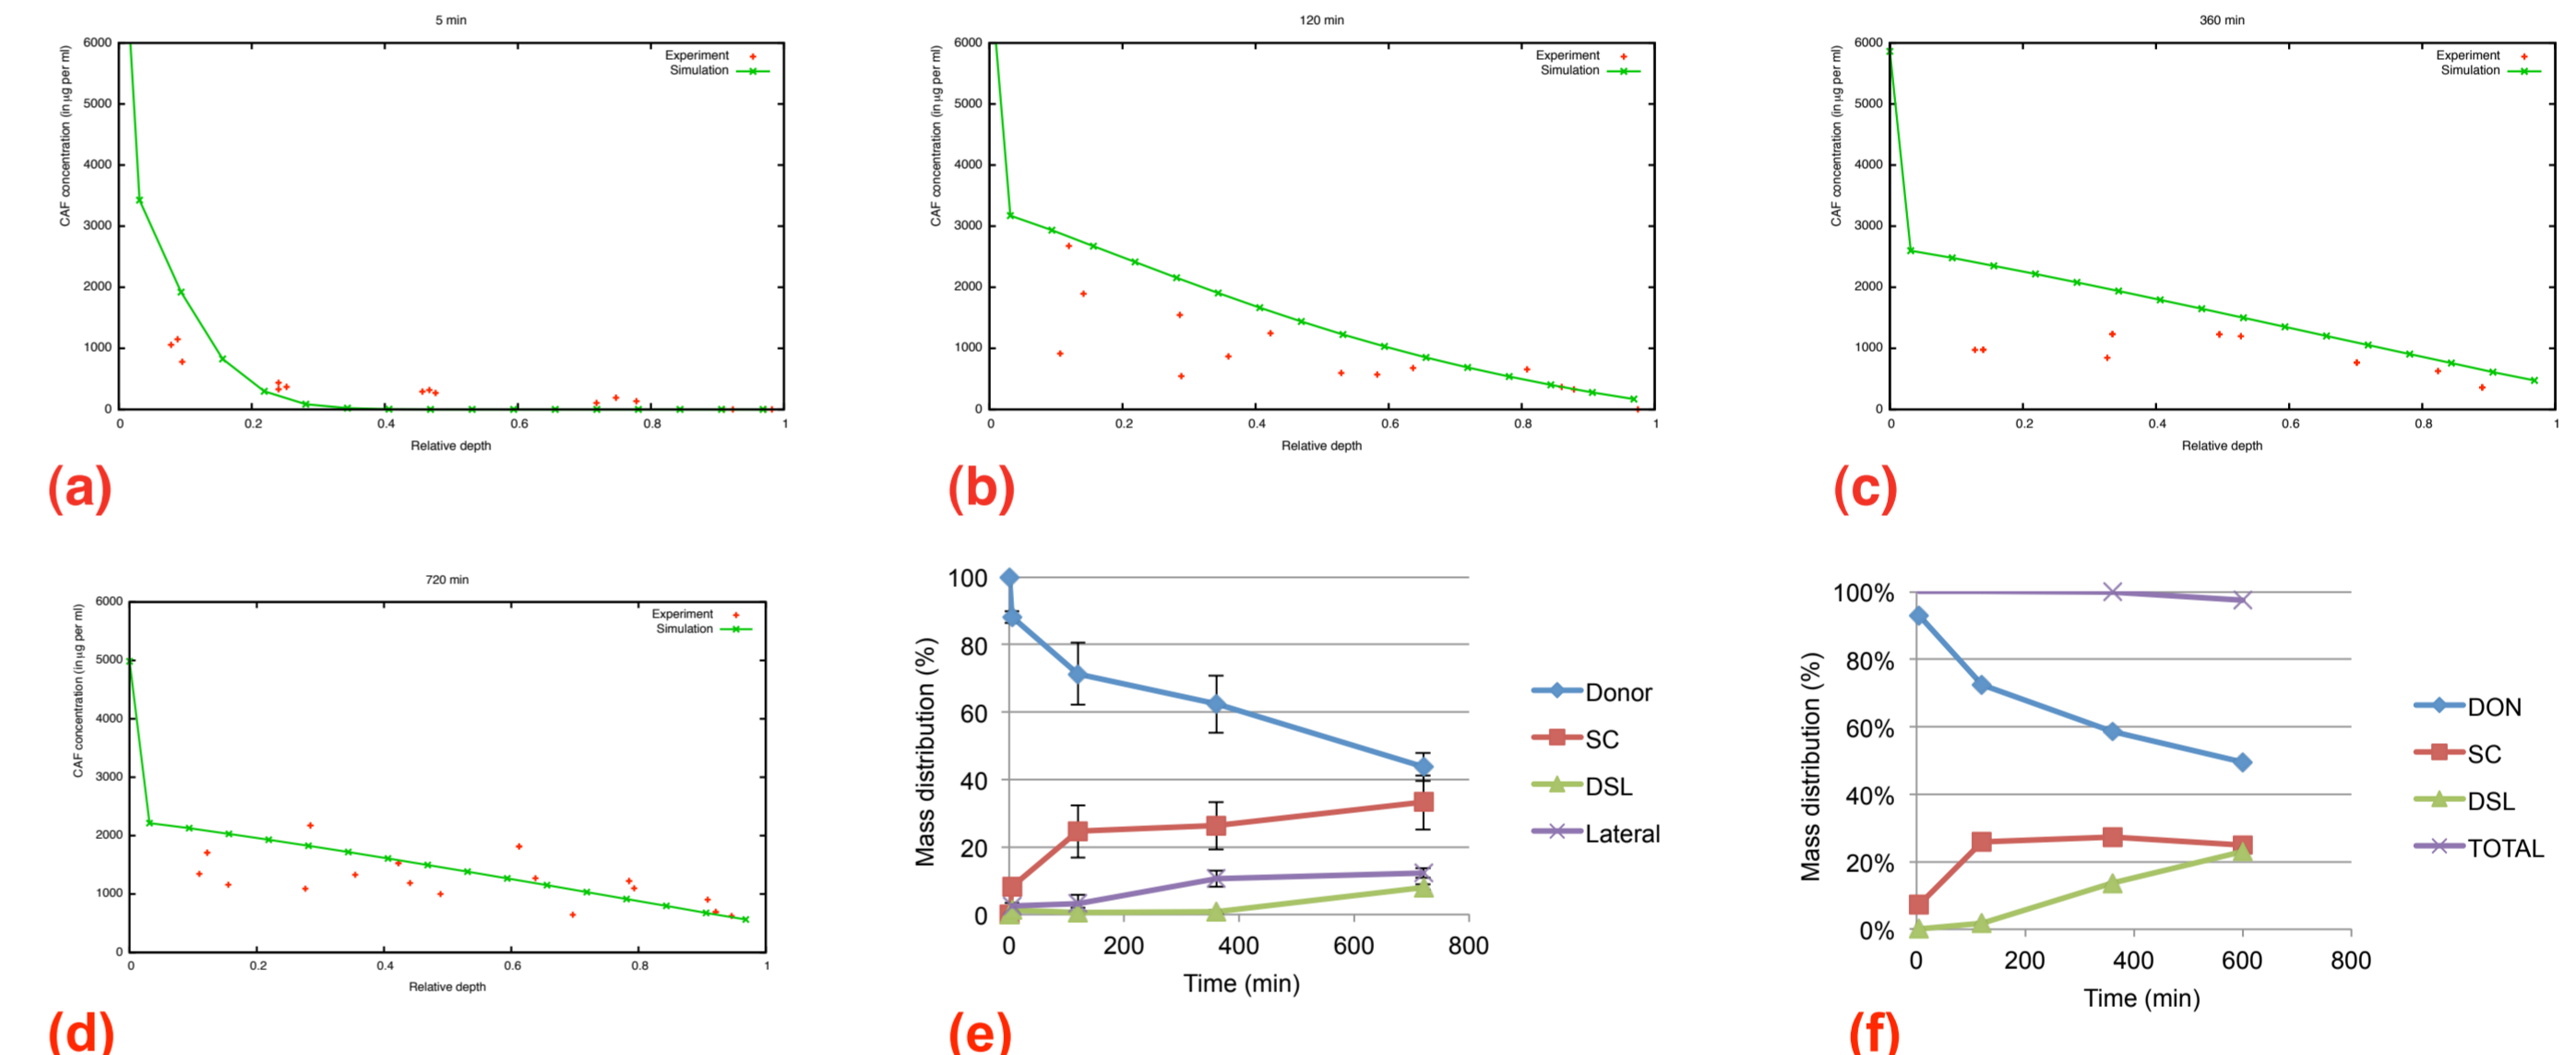 5 min
CAF concentration (in μg per ml)
6000
5000
4000
3000
2000
1000
0
Experiment
Simulation
0 0.2 0.4 0.6 0.8 1
Relative depth
(a)
120 min
CAF concentration (in μg per ml)
6000
5000
4000
3000
2000
1000
0
Experiment
Simulation
0 0.2 0.4 0.6 0.8 1
Relative depth
(b)
360 min
CAF concentration (in μg per ml)
6000
5000
4000
3000
2000
1000
0
Experiment
Simulation
0 0.2 0.4 0.6 0.8 1
Relative depth
(c)
720 min
CAF concentration (in μg per ml)
6000
5000
4000
3000
2000
1000
0
Experiment
Simulation
0 0.2 0.4 0.6 0.8 1
Relative depth
(d)
Mass distribution (%)
100
80
60
40
20
0
0 200 400 600 800
Time (min)
Donor
SC
DSL
Lateral
(e)
Mass distribution (%)
100%
80%
60%
40%
20%
0%
0 200 400 600 800
Time (min)
DON
SC
DSL
TOTAL
(f)